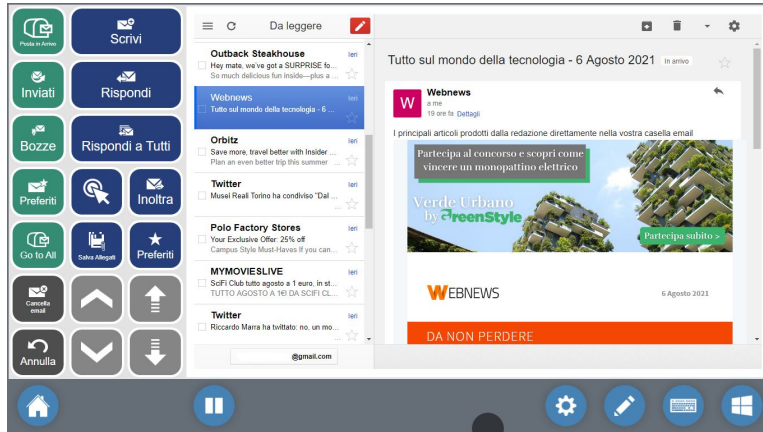 Posta in Arrivo
Scrivi
Inviati
Rispondi
Bozze
Rispondi a Tutti
Preferiti
Inoltra
Go to All
Salva Allegati
Preferiti
Cancella
email
Annulla
Da leggere
Outback Steakhouse Ieri
Hey mate, we've got a SURPRISE fo...
So much delicious fun inside—plus a ...
Webnews Ieri
Tutto sul mondo della tecnologia - 6 ...
Orbitz Ieri
Save more, travel better with Insider ...
Plan an even better trip this summer ...
Twitter Ieri
Musei Reali Torino ha condiviso "Dal ...
...
Polo Factory Stores Ieri
Your Exclusive Offer: 25% off
Campus Style Must-Haves If you can...
MYMOVIESLIVE Ieri
SciFi Club tutto agosto a 1 euro, in st...
TUTTO AGOSTO A 1€! DA SCIFI CL...
Twitter Ieri
Riccardo Marra ha twittato: no, un mo...
...
@gmail.com
Tutto sul mondo della tecnologia - 6 Agosto 2021 In arrivo
W
Webnews
a me
19 ore fa Dettagli
I principali articoli prodotti dalla redazione direttamente nella vostra casella email
Partecipa al concorso e scopri come
vincere un monopattino elettrico
Verde Urbano
by GreenStyle
Partecipa subito >
WEBNEWS
6 Agosto 2021
DA NON PERDERE